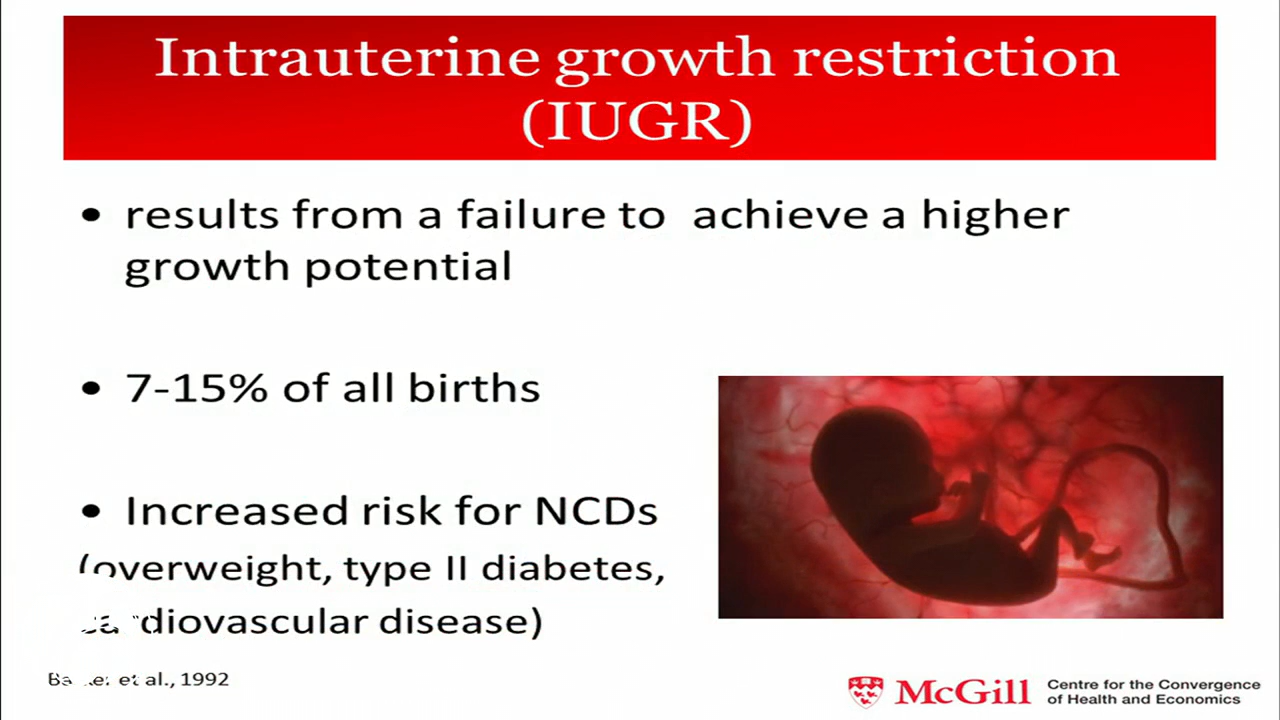 Intrauterine growth restriction
(IUGR)
• results from a failure to achieve a higher
growth potential
• 7-15% of all births
• Increased risk for NCDs
(overweight, type II diabetes,
cardiovascular disease)
et al., 1992
McGill
Centre for the Convergence
of Health and Economics